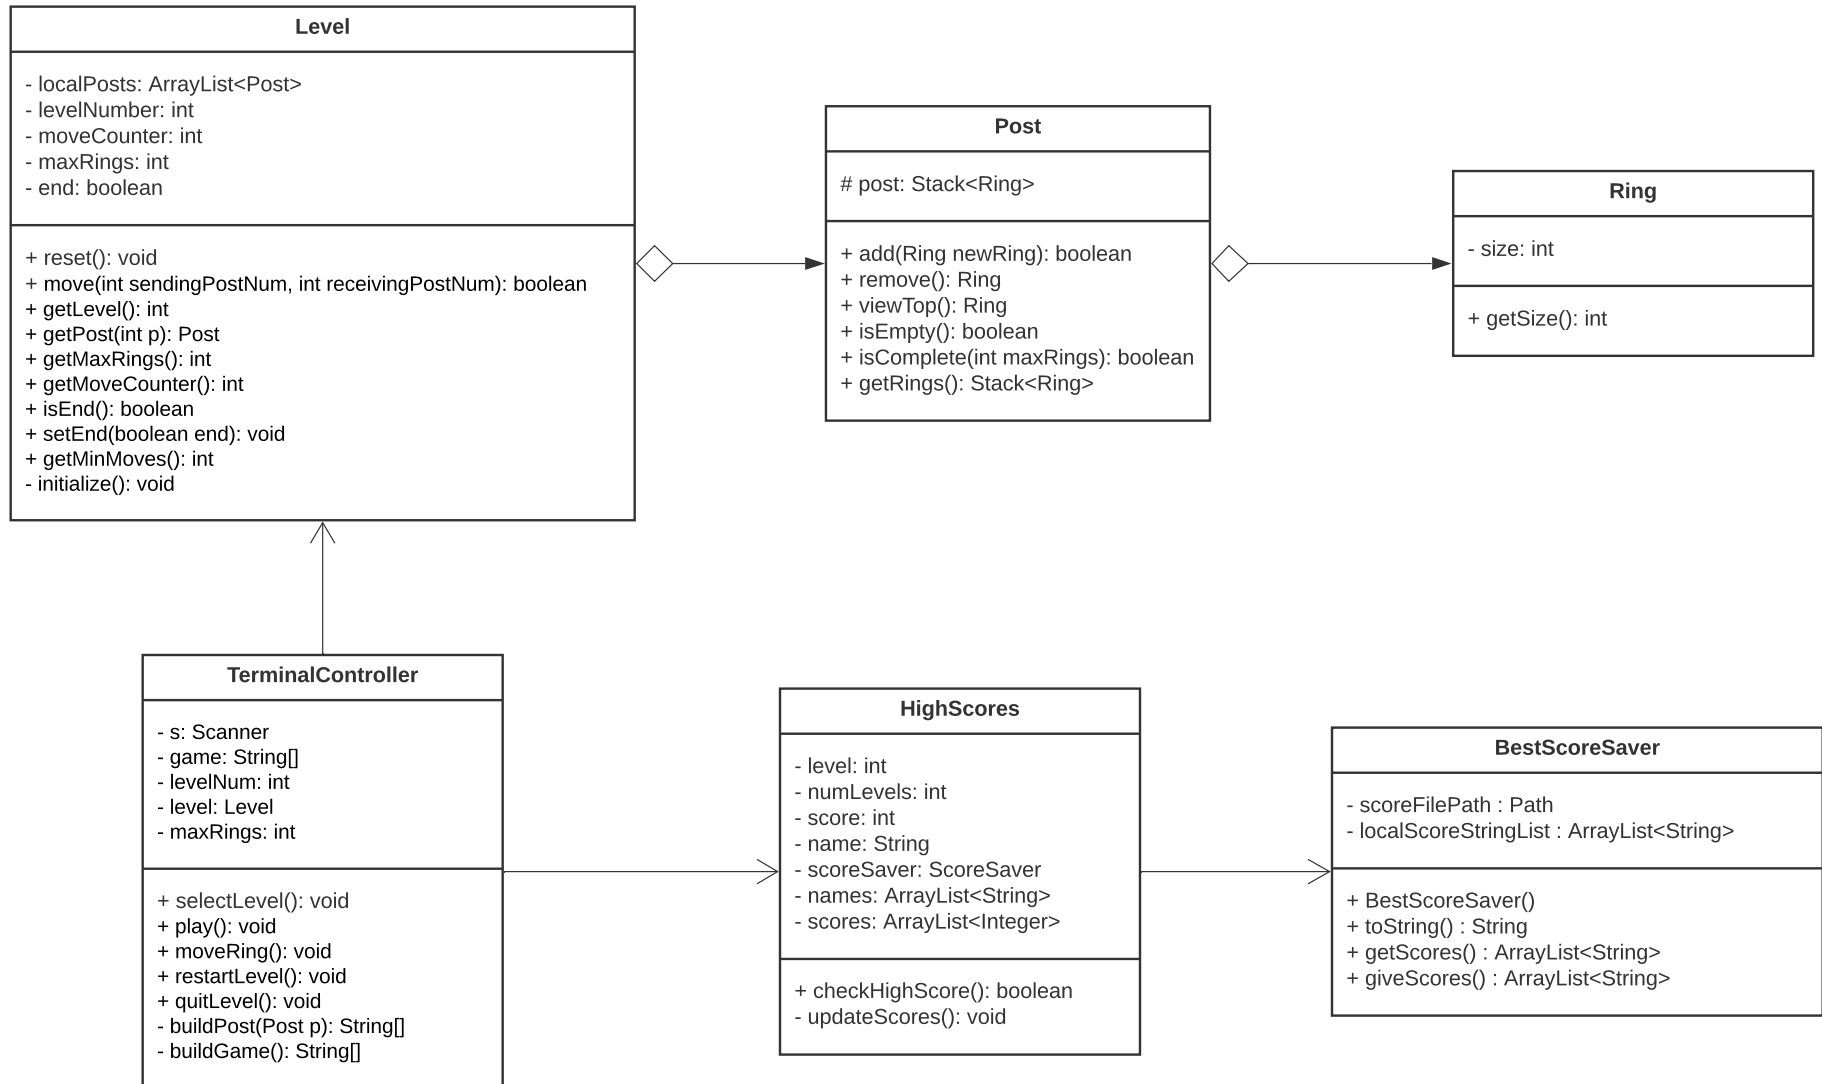 Level
- localPosts: ArrayList<Post>
- levelNumber: int
- moveCounter: int
- maxRings: int
- end: boolean
+ reset(): void
+ move(int sendingPostNum, int receivingPostNum): boolean
+ getLevel(): int
+ getPost(int p): Post
+ getMaxRings(): int
+ getMoveCounter(): int
+ isEnd(): boolean
+ setEnd(boolean end): void
+ getMinMoves(): int
- initialize(): void
Post
# post: Stack<Ring>
+ add(Ring newRing): boolean
+ remove(): Ring
+ viewTop(): Ring
+ isEmpty(): boolean
+ isComplete(int maxRings): boolean
+ getRings(): Stack<Ring>
Ring
- size: int
+ getSize(): int
TerminalController
- s: Scanner
- game: String[]
- levelNum: int
- level: Level
- maxRings: int
+ selectLevel(): void
+ play(): void
+ moveRing(): void
+ restartLevel(): void
+ quitLevel(): void
- buildPost(Post p): String[]
- buildGame(): String[]
HighScores
- level: int
- numLevels: int
- score: int
- name: String
- scoreSaver: ScoreSaver
- names: ArrayList<String>
- scores: ArrayList<Integer>
+ checkHighScore(): boolean
- updateScores(): void
BestScoreSaver
- scoreFilePath : Path
- localScoreStringList : ArrayList<String>
+ BestScoreSaver()
+ toString() : String
+ getScores() : ArrayList<String>
+ giveScores() : ArrayList<String>